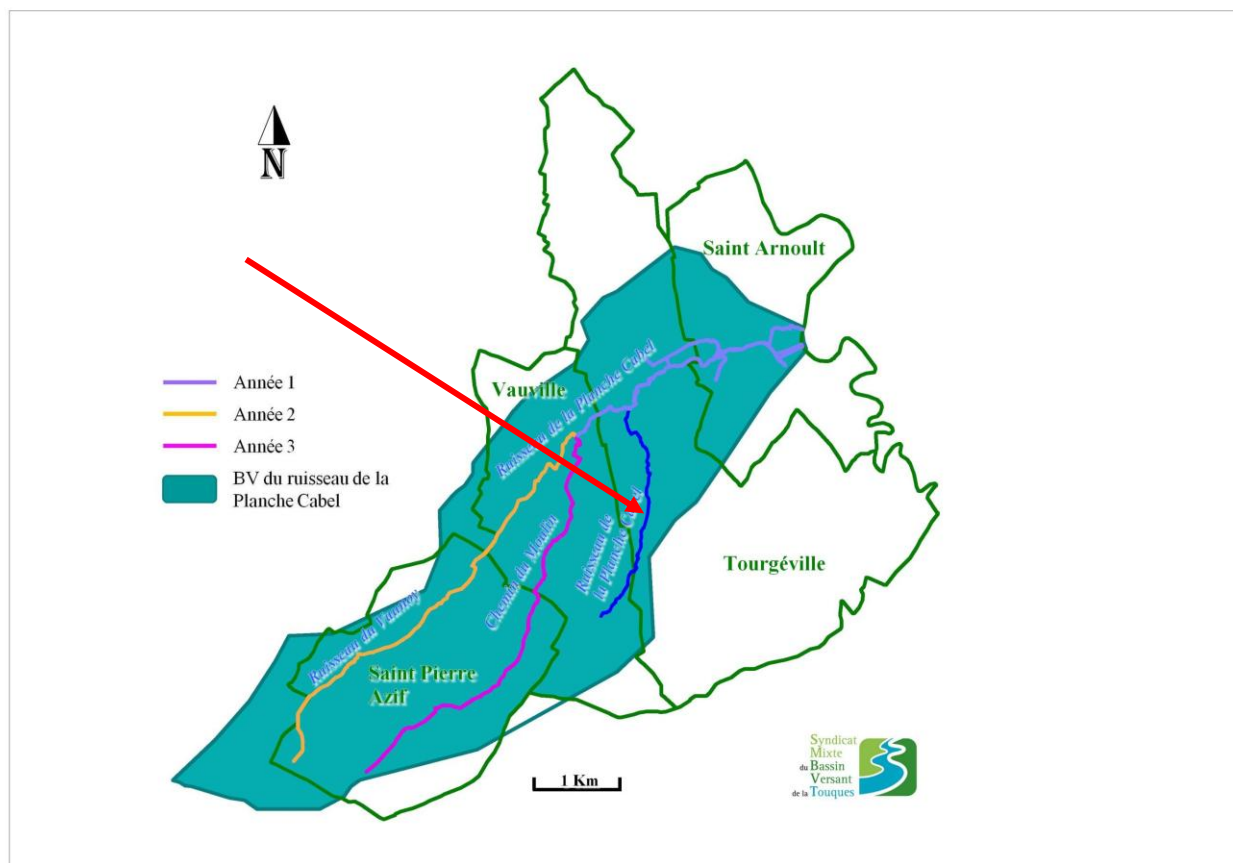 N
Saint Arnoult
Ruisseau de la Planche Cabel
Vauville
Année 1
Année 2
Année 3
BV du ruisseau de la
Planche Cabel
Ruisseau de
la Planche Cabel
Chemin du Moulin
Tourgéville
Ruisseau du Vaunoy
Saint Pierre
Azif
1 Km
Syndicat
Mixte
du Bassin
Versant
de la Touques